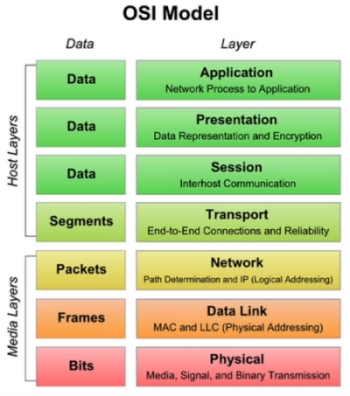 OSI Model
Data Layer
Host Layers
Data
Application
Network Process to Application
Data
Presentation
Data Representation and Encryption
Data
Session
Interhost Communication
Segments
Transport
End-to-End Connections and Reliability
Media Layers
Packets
Network
Path Determination and IP (Logical Addressing)
Frames
Data Link
MAC and LLC (Physical Addressing)
Bits
Physical
Media, Signal, and Binary Transmission